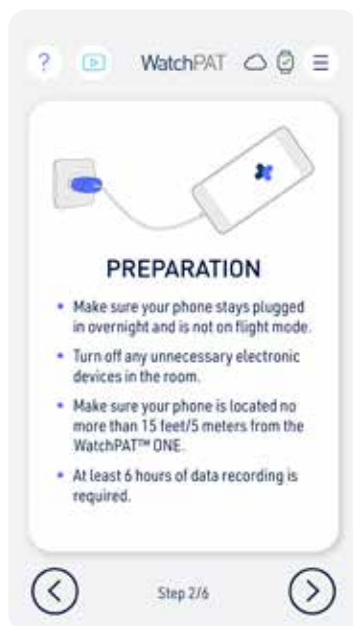 ?
WatchPAT
PREPARATION
• Make sure your phone stays plugged
in overnight and is not on flight mode.
• Turn off any unnecessary electronic
devices in the room.
• Make sure your phone is located no
more than 15 feet/5 meters from the
WatchPAT™ ONE.
• At least 6 hours of data recording is
required.
Step 2/6